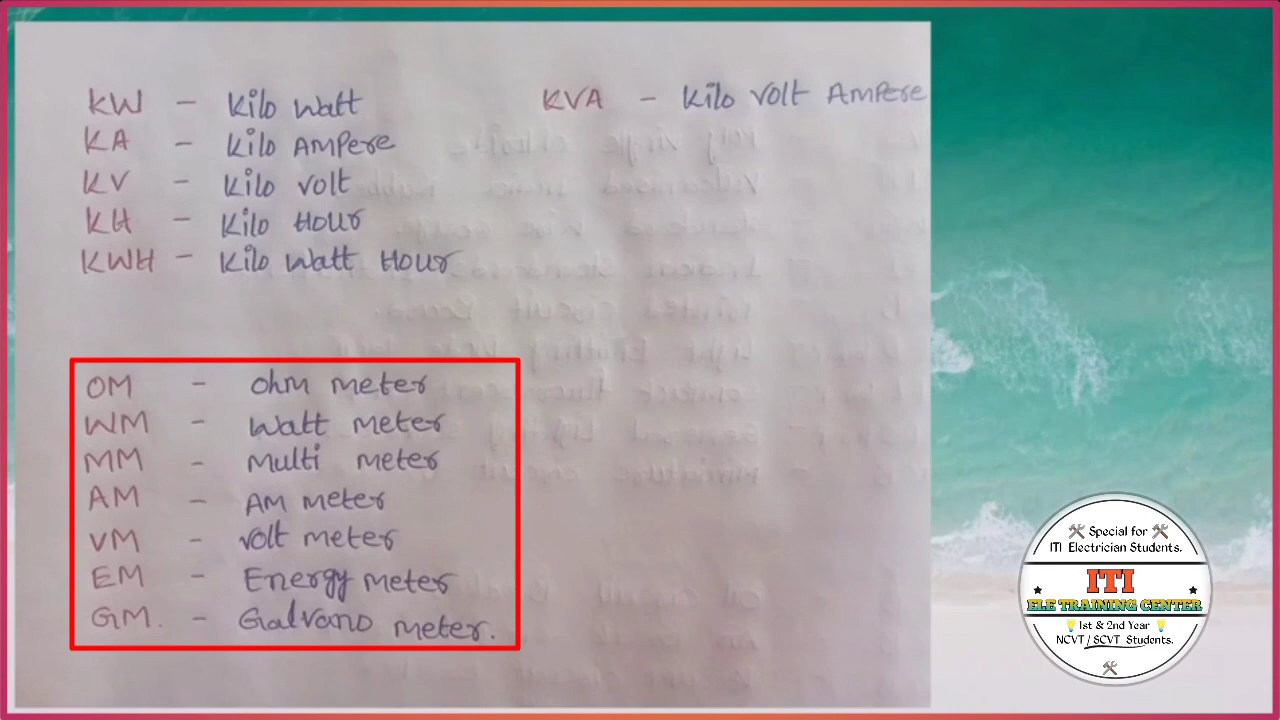 KW - Kilo Watt
KVA - Kilo Volt Ampere
KA - Kilo Ampere
KV - Kilo Volt
KH - Kilo Hour
KWH - Kilo Watt Hour
OM - Ohm meter
WM - Watt meter
MM - Multi meter
AM - Am meter
VM - Volt meter
EM - Energy meter
GM. - Galvano meter.
Special for
ITI Electrician Students.
ITI
ELE TRAINING CENTER
1st & 2nd Year
NCVT / SCVT Students.